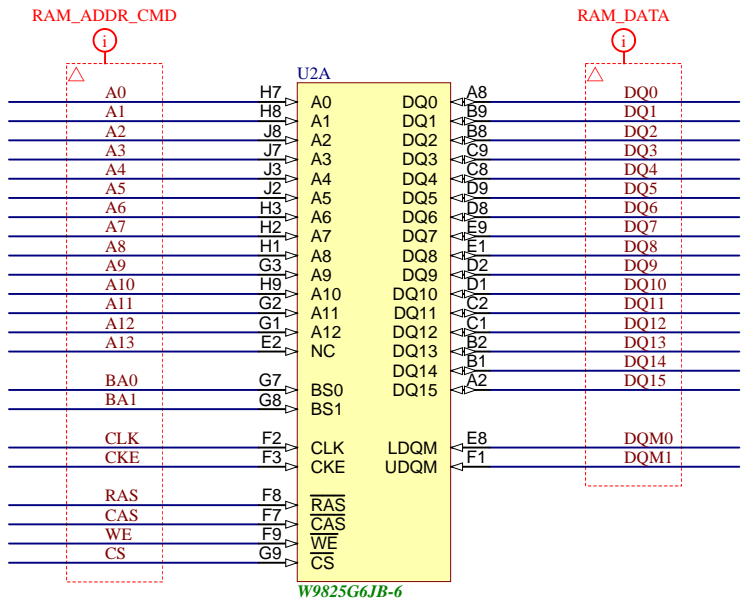 RAM_ADDR_CMD RAM_DATA
i i
U2A
A0 H7 A0 DQ0 A8 DQ0
A1 H8 A1 DQ1 B9 DQ1
A2 J8 A2 DQ2 B8 DQ2
A3 J7 A3 DQ3 C9 DQ3
A4 J3 A4 DQ4 C8 DQ4
A5 J2 A5 DQ5 D9 DQ5
A6 H3 A6 DQ6 D8 DQ6
A7 H2 A7 DQ7 E9 DQ7
A8 H1 A8 DQ8 E1 DQ8
A9 G3 A9 DQ9 D2 DQ9
A10 H9 A10 DQ10 D1 DQ10
A11 G2 A11 DQ11 C2 DQ11
A12 G1 A12 DQ12 C1 DQ12
A13 E2 NC DQ13 B2 DQ13
DQ14 B1 DQ14
BA0 G7 BS0 DQ15 A2 DQ15
BA1 G8 BS1
CLK F2 CLK LDQM E8 DQM0
CKE F3 CKE UDQM F1 DQM1
RAS F8 RAS
CAS F7 CAS
WE F9 WE
CS G9 CS
W9825G6JB-6